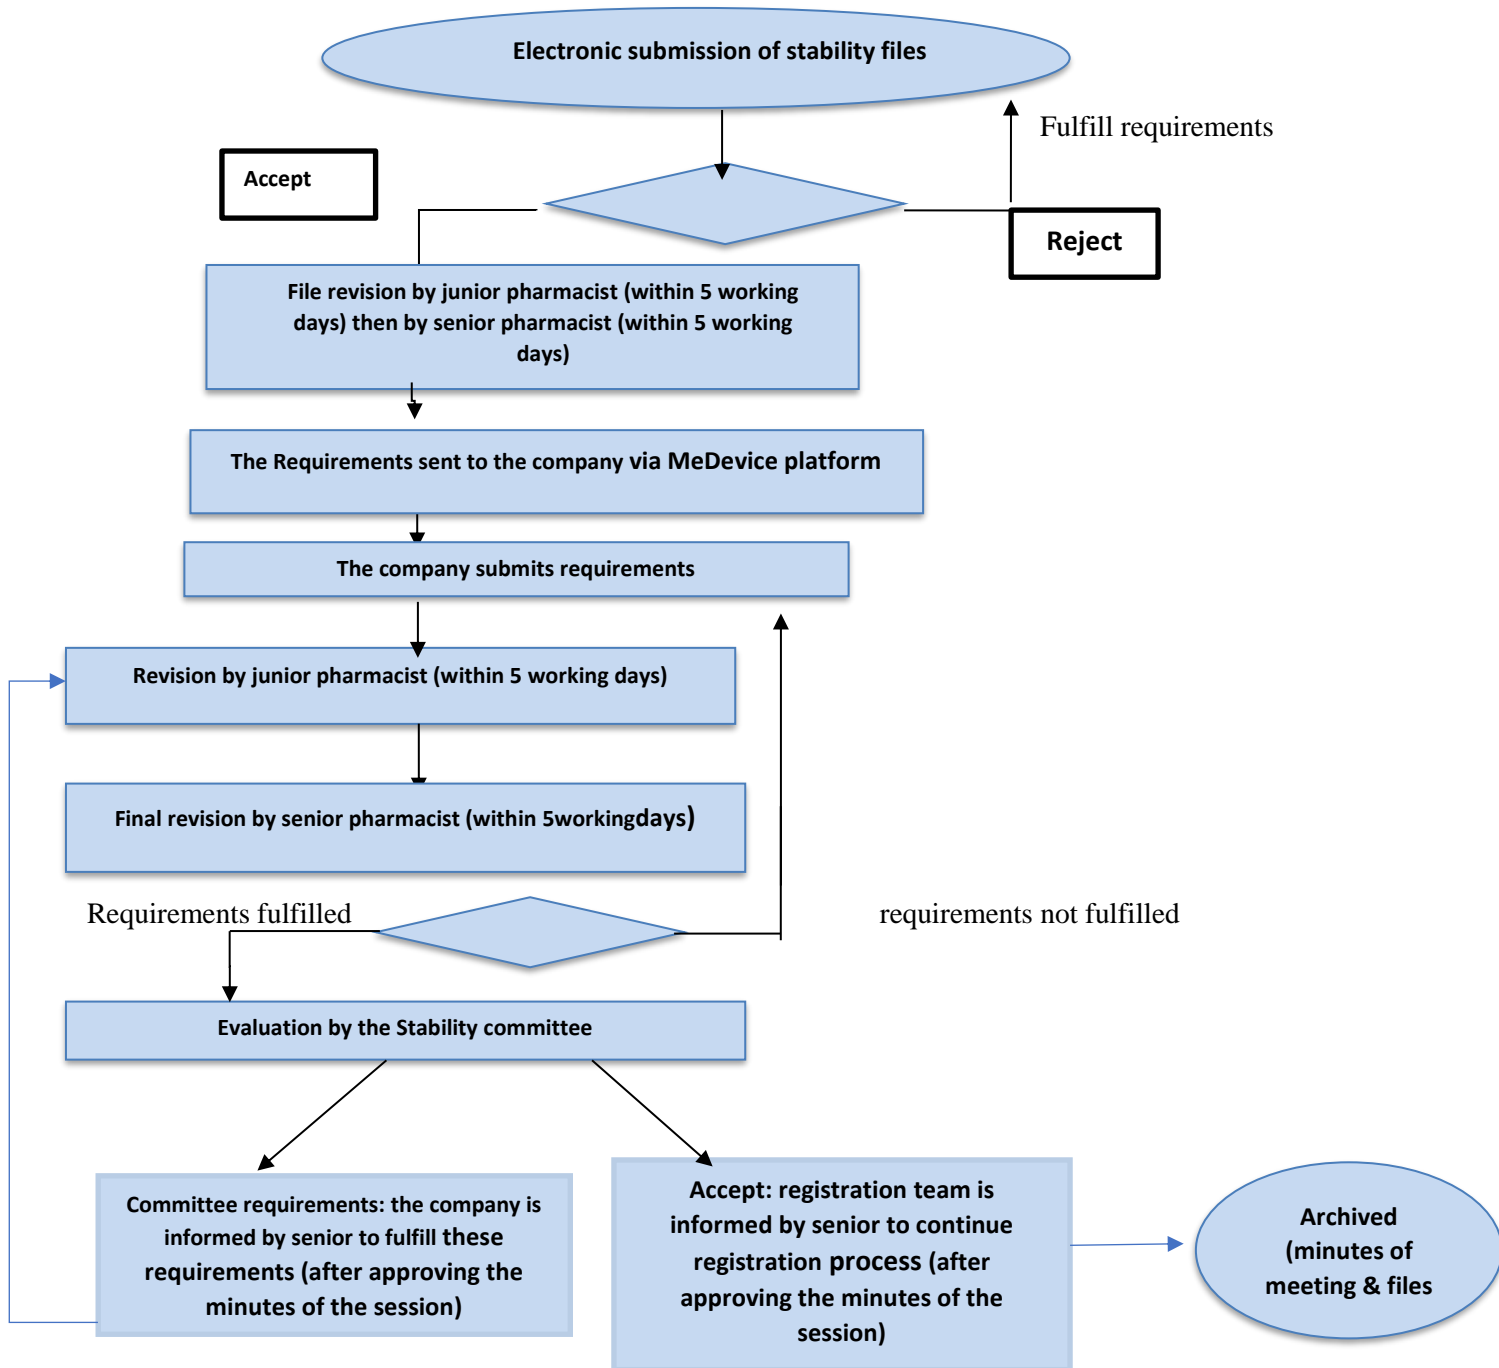 Electronic submission of stability files
Fulfill requirements
Accept
Reject
File revision by junior pharmacist (within 5 working
days) then by senior pharmacist (within 5 working
days)
The Requirements sent to the company via MeDevice platform
The company submits requirements
Revision by junior pharmacist (within 5 working days)
Final revision by senior pharmacist (within 5workingdays)
Requirements fulfilled
requirements not fulfilled
Evaluation by the Stability committee
Committee requirements: the company is
informed by senior to fulfill these
requirements (after approving the
minutes of the session)
Accept: registration team is
informed by senior to continue
registration process (after
approving the minutes of the
session)
Archived
(minutes of
meeting & files